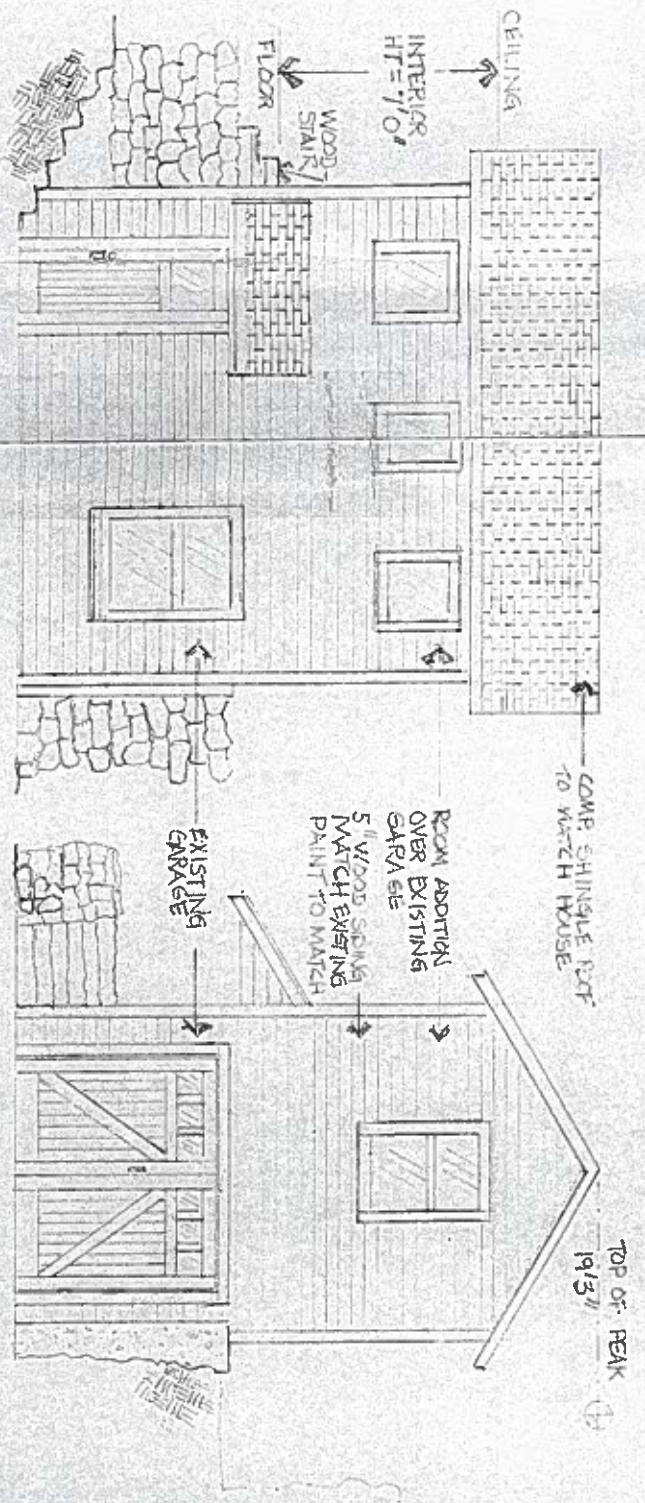 CEILING
INTERIOR
HT = 7'0"
FLOOR
WOOD
STAIR
COMP. SHINGLE ROOF
TO MATCH HOUSE
ROOM ADDITION
OVER EXISTING
GARAGE
5" WOOD SIDING
MATCH EXISTING
PAINT TO MATCH
EXISTING
GARAGE
TOP OF PEAK
19'3"